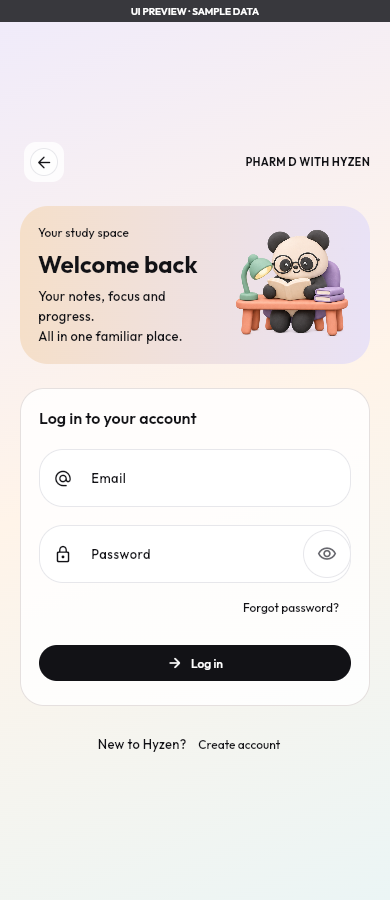 UI PREVIEW · SAMPLE DATA
PHARM D WITH HYZEN
Your study space
Welcome back
Your notes, focus and
progress.
All in one familiar place.
Log in to your account
Email
Password
Forgot password?
Log in
New to Hyzen? Create account